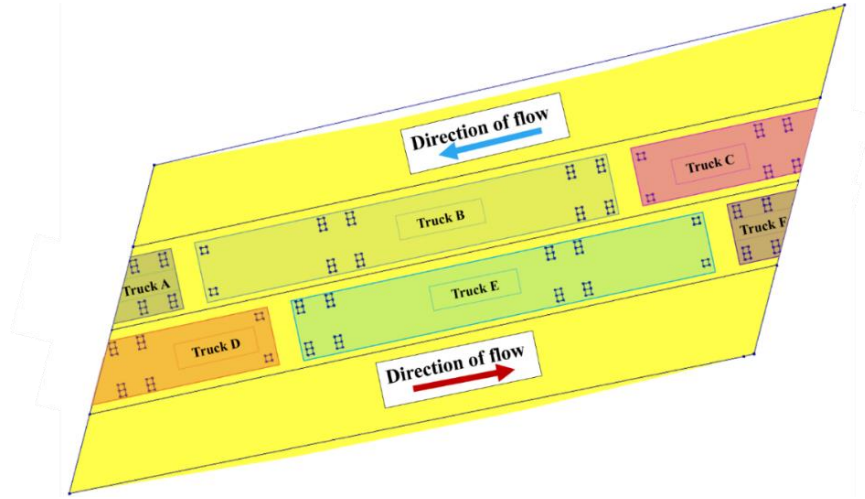 Direction of flow
Truck C
Truck B
Truck F
Truck A
Truck E
Truck D
Direction of flow